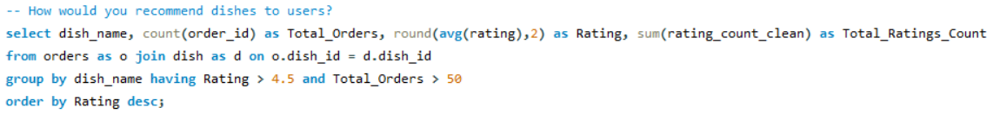 -- How would you recommend dishes to users?
select dish_name, count(order_id) as Total_Orders, round(avg(rating),2) as Rating, sum(rating_count_clean) as Total_Ratings_Count
from orders as o join dish as d on o.dish_id = d.dish_id
group by dish_name having Rating > 4.5 and Total_Orders > 50
order by Rating desc;